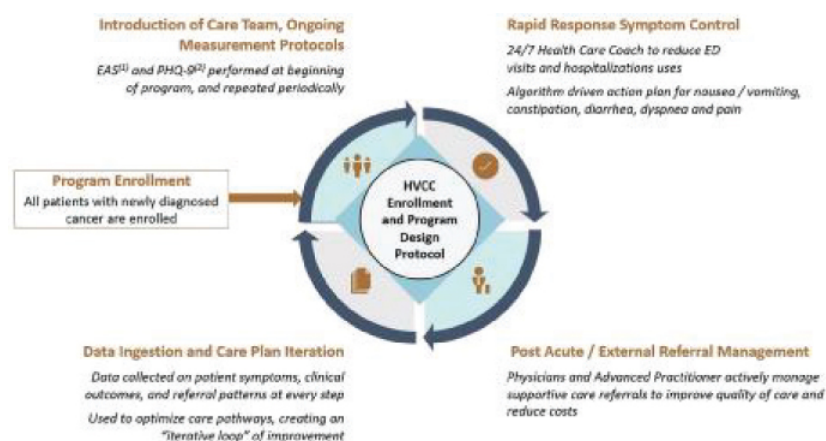 Introduction of Care Team, Ongoing
Measurement Protocols
EAS(1) and PHQ-9(2) performed at beginning
of program, and repeated periodically
Rapid Response Symptom Control
24/7 Health Care Coach to reduce ED
visits and hospitalizations uses
Algorithm driven action plan for nausea / vomiting,
constipation, diarrhea, dyspnea and pain
Program Enrollment
All patients with newly diagnosed
cancer are enrolled
HVCC
Enrollment
and Program
Design
Protocol
Data Ingestion and Care Plan Iteration
Data collected on patient symptoms, clinical
outcomes, and referral patterns at every step
Used to optimize care pathways, creating an
"iterative loop" of improvement
Post Acute / External Referral Management
Physicians and Advanced Practitioner actively manage
supportive care referrals to improve quality of care and
reduce costs